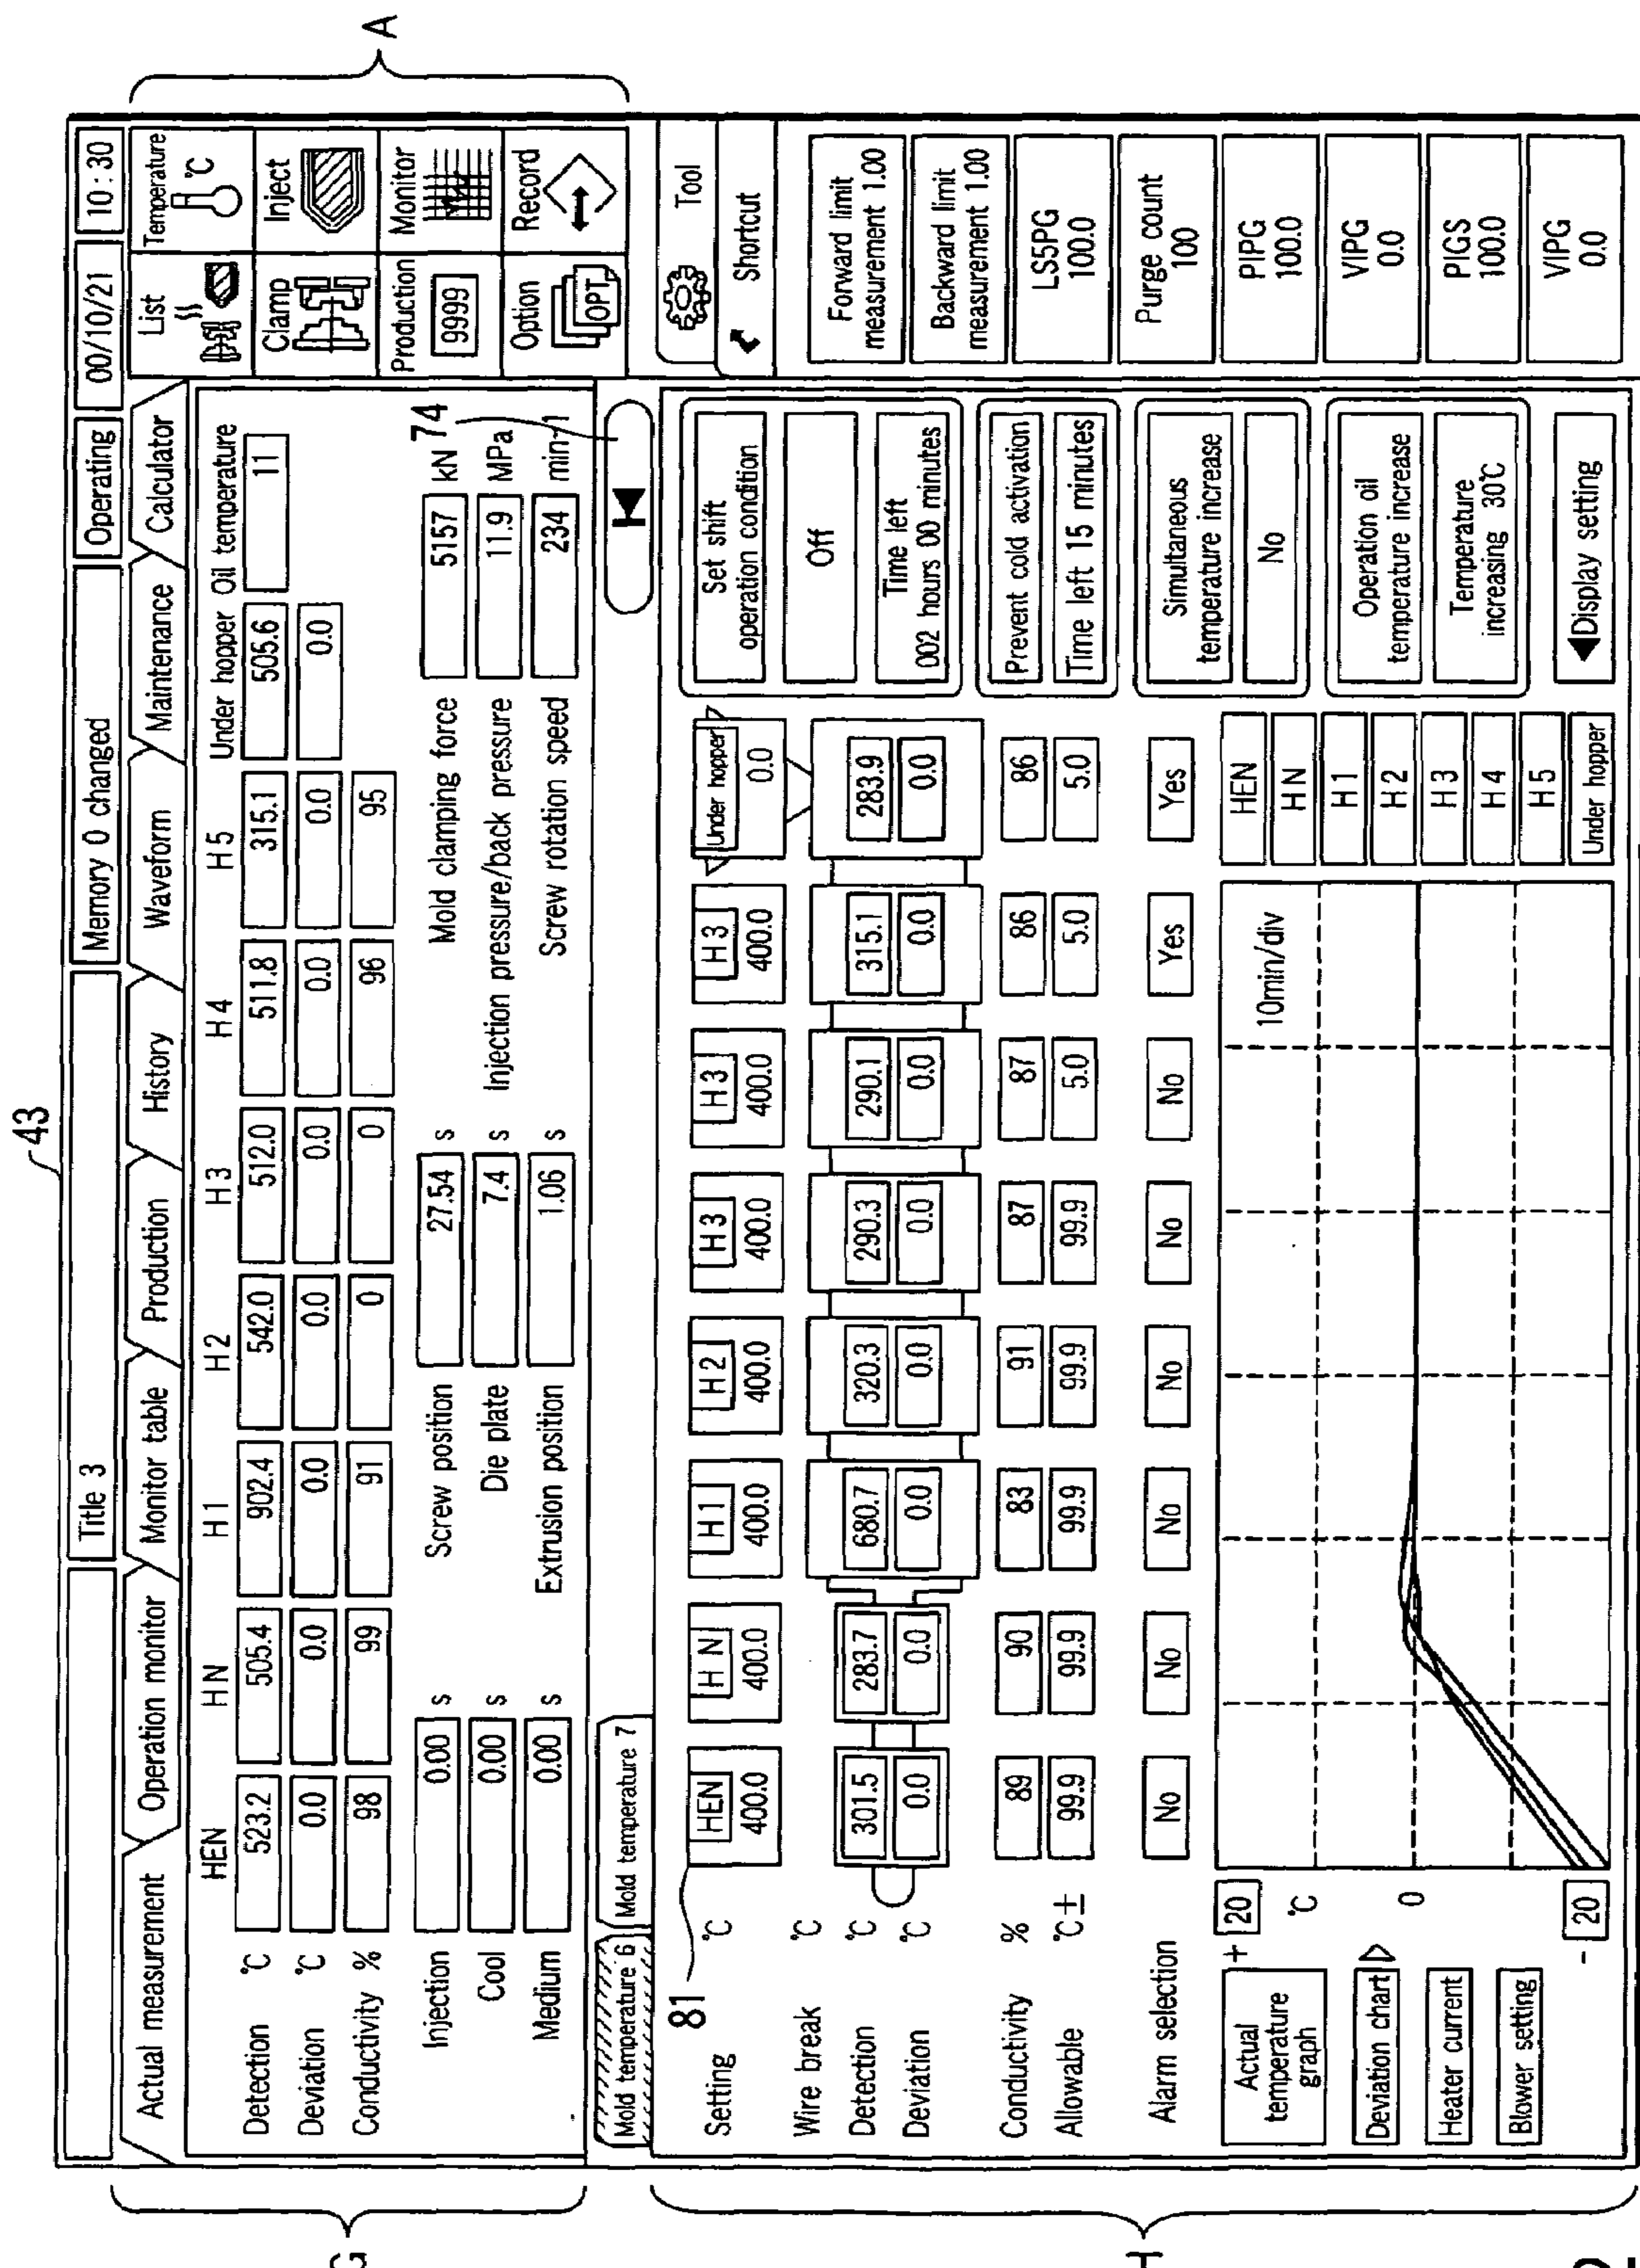 43
Title 3
Memory 0 changed
Operating
00/10/21
10:30
Actual measurement
Operation monitor
Monitor table
Production
History
Waveform
Maintenance
Calculator
HEN HN H1 H2 H3 H4 H5 Under hopper Oil temperature
Detection °C 523.2 505.4 902.4 542.0 512.0 511.8 315.1 505.6 11
Deviation °C 0.0 0.0 0.0 0.0 0.0 0.0 0.0 0.0
Conductivity % 98 99 91 0 0 96 95
Injection 0.00 s Screw position 27.54 s Mold clamping force 5157 kN
Cool 0.00 s Die plate 7.4 s Injection pressure/back pressure 11.9 MPa
Medium 0.00 s Extrusion position 1.06 s Screw rotation speed 234 min-1
74
List
Temperature
°C
Clamp
Inject
Production
9999
Monitor
Option
OPT
Record
A
Tool
Shortcut
Forward limit
measurement 1.00
Backward limit
measurement 1.00
LS5PG
100.0
Purge count
100
PIPG
100.0
VIPG
0.0
PIGS
100.0
VIPG
0.0
Mold temperature 6
Mold temperature 7
81
Setting °C
HEN HN H1 H2 H3 H3 H3 Under hopper
400.0 400.0 400.0 400.0 400.0 400.0 400.0 0.0
Wire break °C
Detection °C 301.5 283.7 680.7 320.3 290.3 290.1 315.1 283.9
Deviation °C 0.0 0.0 0.0 0.0 0.0 0.0 0.0 0.0
Conductivity % 89 90 83 91 87 87 86 86
Allowable °C± 99.9 99.9 99.9 99.9 99.9 5.0 5.0 5.0
Alarm selection No No No No No No Yes Yes
Set shift
operation condition
Off
Time left
002 hours 00 minutes
Prevent cold activation
Time left 15 minutes
Simultaneous
temperature increase
No
Operation oil
temperature increase
Temperature
increasing 30°C
◀Display setting
Actual
temperature
graph
Deviation chart
Heater current
Blower setting
+ 20
°C
0
- 20
10min/div
HEN
HN
H1
H2
H3
H4
H5
Under hopper